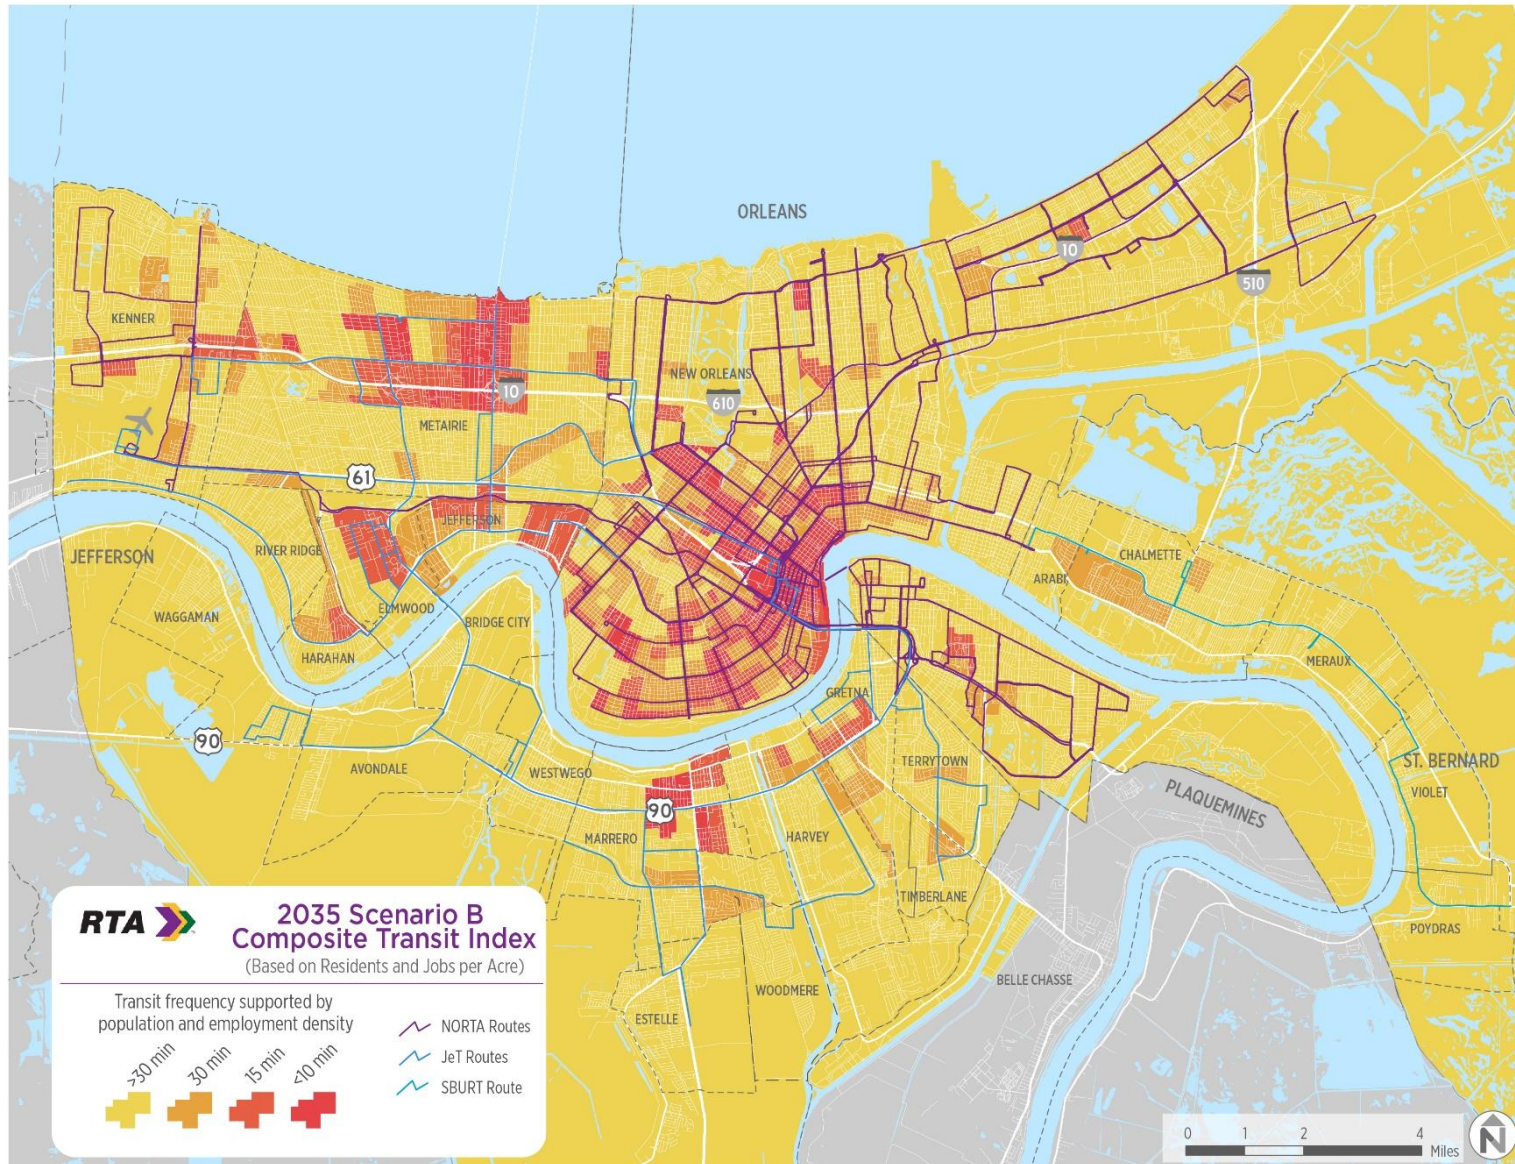 ORLEANS
10
510
KENNER
NEW ORLEANS
610
10
METAIRIE
61
JEFFERSON
RIVER RIDGE
JEFFERSON
CHALMETTE
ARABI
WAGGAMAN
ELMWOOD
BRIDGE CITY
HARAHAN
MERAUX
GRETNA
90
AVONDALE
WESTWEGO
TERRYTOWN
ST. BERNARD
VIOLET
PLAQUEMINES
90
MARRERO
HARVEY
TIMBERLANE
POYDRAS
BELLE CHASSE
WOODMERE
ESTELLE
RTA
2035 Scenario B
Composite Transit Index
(Based on Residents and Jobs per Acre)
Transit frequency supported by
population and employment density
>30 min
30 min
15 min
<10 min
NORTA Routes
JeT Routes
SBURT Route
0 1 2 4
Miles
N